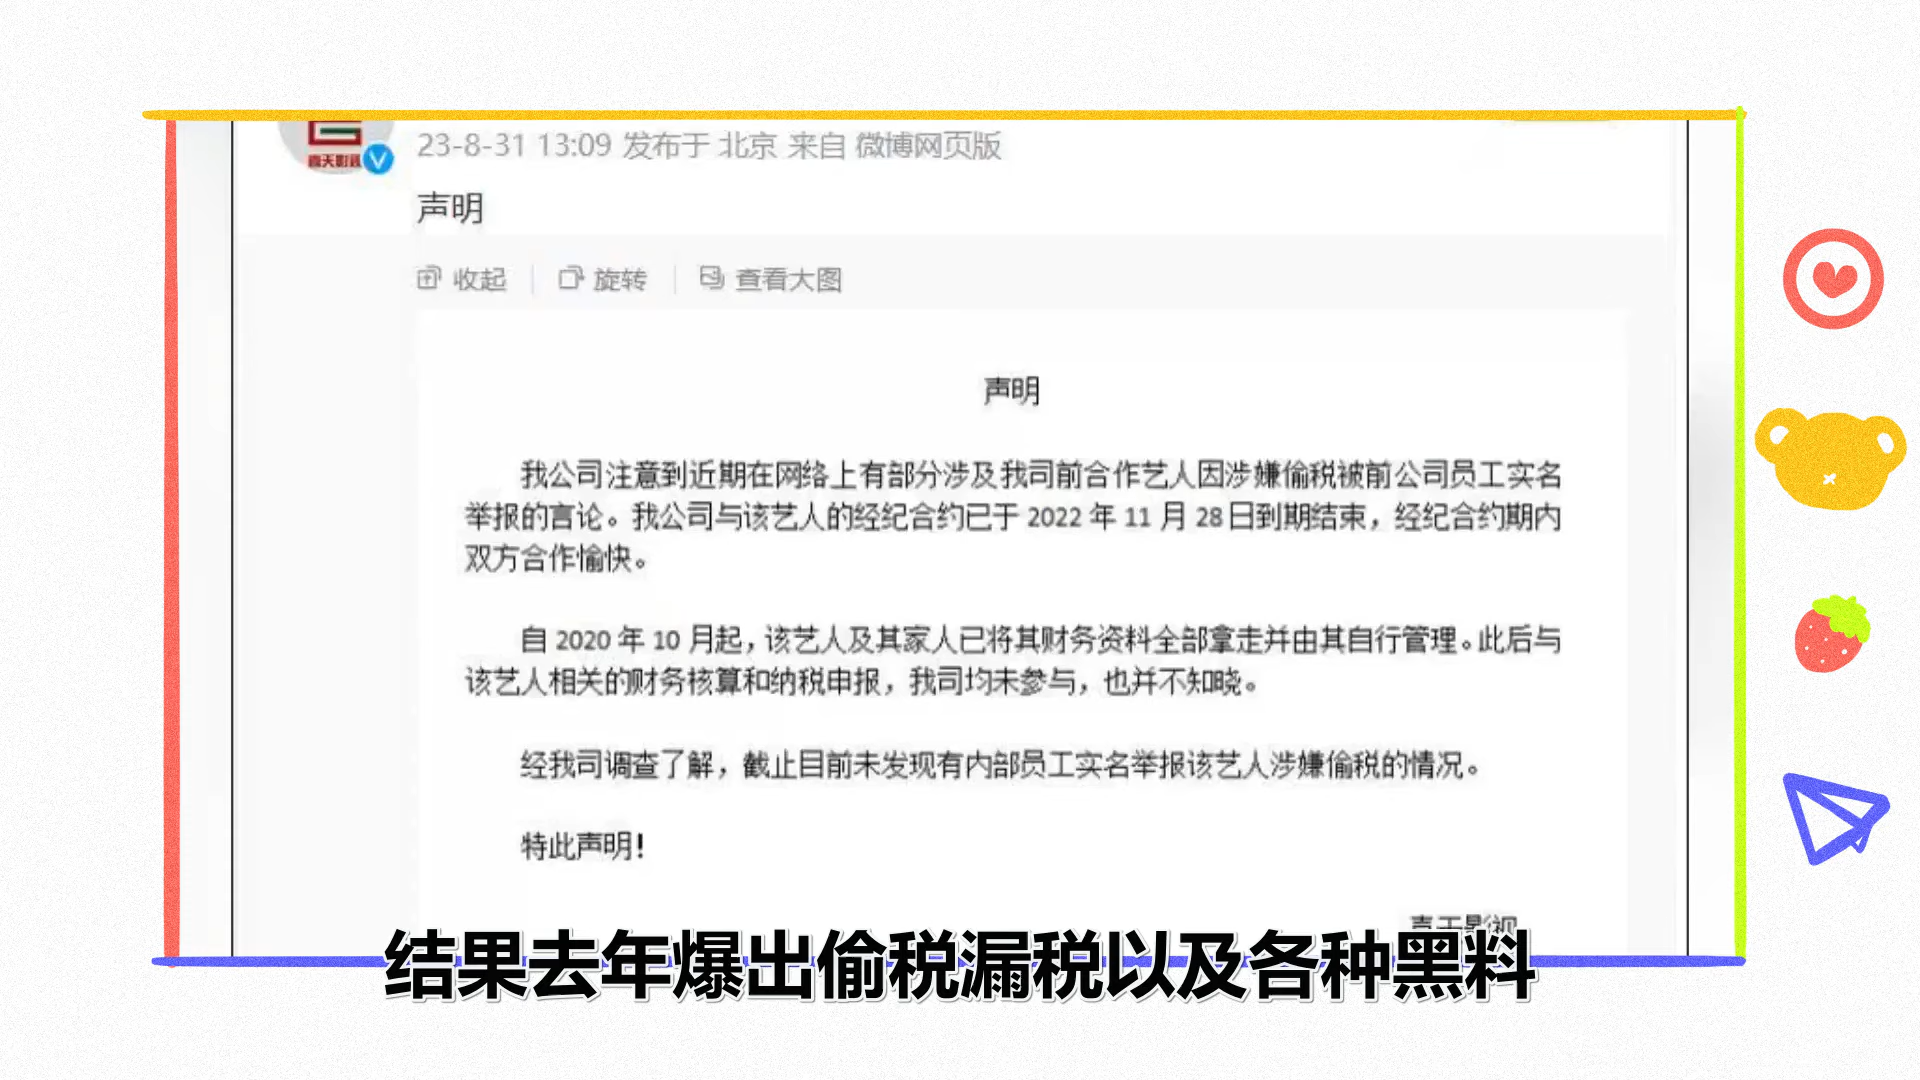 喜天影视
23-8-31 13:09 发布于 北京 来自 微博网页版
声明
收起 旋转 查看大图
声明
我公司注意到近期在网络上有部分涉及我司前合作艺人因涉嫌偷税被前公司员工实名
举报的言论。我公司与该艺人的经纪合约已于 2022 年 11 月 28日到期结束，经纪合约期内
双方合作愉快。
自 2020 年 10 月起，该艺人及其家人已将其财务资料全部拿走并由其自行管理。此后与
该艺人相关的财务核算和纳税申报，我司均未参与，也并不知晓。
经我司调查了解，截止目前未发现有内部员工实名举报该艺人涉嫌偷税的情况。
特此声明！
喜天影视
结果去年爆出偷税漏税以及各种黑料